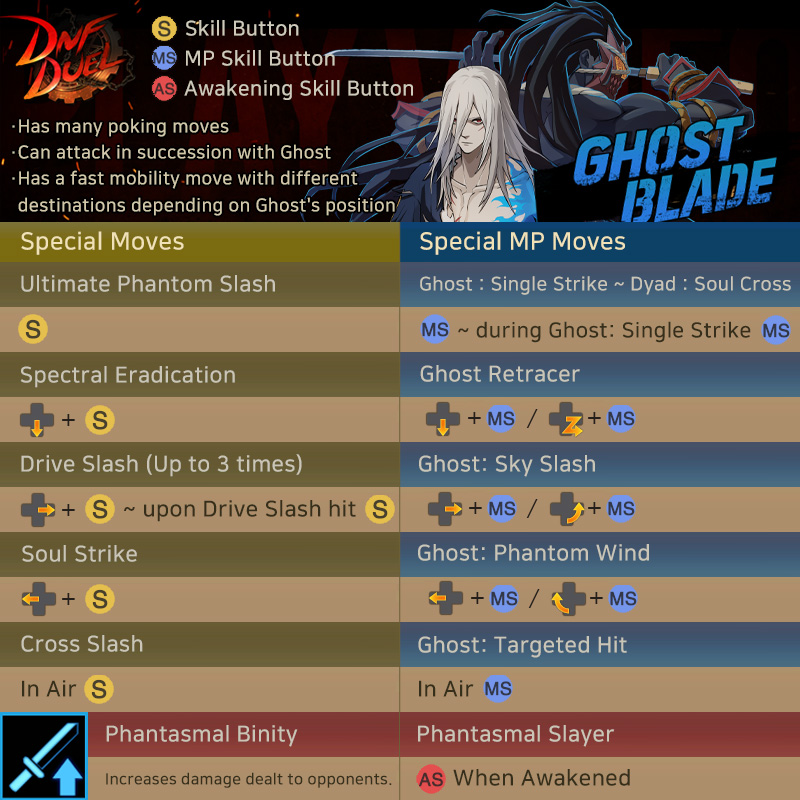 DNF
DUEL
S Skill Button
MS MP Skill Button
AS Awakening Skill Button
·Has many poking moves
·Can attack in succession with Ghost
·Has a fast mobility move with different
destinations depending on Ghost's position
GHOST
BLADE
Special Moves
Special MP Moves
Ultimate Phantom Slash
Ghost : Single Strike ~ Dyad : Soul Cross
S
MS ~ during Ghost: Single Strike MS
Spectral Eradication
Ghost Retracer
+ S
+ MS / + MS
Drive Slash (Up to 3 times)
Ghost: Sky Slash
+ S ~ upon Drive Slash hit S
+ MS / + MS
Soul Strike
Ghost: Phantom Wind
+ S
+ MS / + MS
Cross Slash
Ghost: Targeted Hit
In Air S
In Air MS
Phantasmal Binity
Phantasmal Slayer
Increases damage dealt to opponents.
AS When Awakened